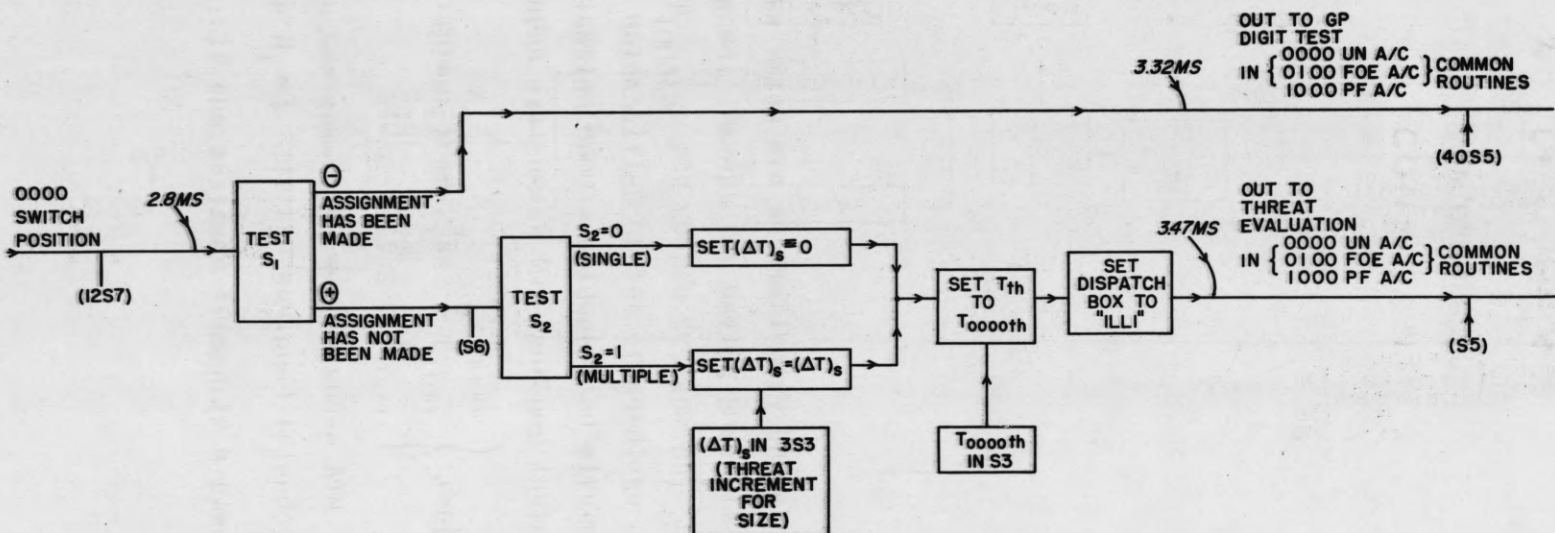 0000
SWITCH
POSITION
(12S7)
2.8MS
TEST
S1
⊖
ASSIGNMENT
HAS BEEN
MADE
⊕
ASSIGNMENT
HAS NOT
BEEN MADE
(S6)
TEST
S2
S2=0
(SINGLE)
S2=1
(MULTIPLE)
SET(ΔT)s≡0
SET(ΔT)s=(ΔT)s
(ΔT)s IN 3S3
(THREAT
INCREMENT
FOR
SIZE)
SET Tth
TO
T0000th
T0000th
IN S3
SET
DISPATCH
BOX TO
"ILLI"
3.32MS
OUT TO GP
DIGIT TEST
IN { 0000 UN A/C
0100 FOE A/C
1000 PF A/C } COMMON
ROUTINES
(40S5)
3.47MS
OUT TO
THREAT
EVALUATION
IN { 0000 UN A/C
0100 FOE A/C
1000 PF A/C } COMMON
ROUTINES
(S5)